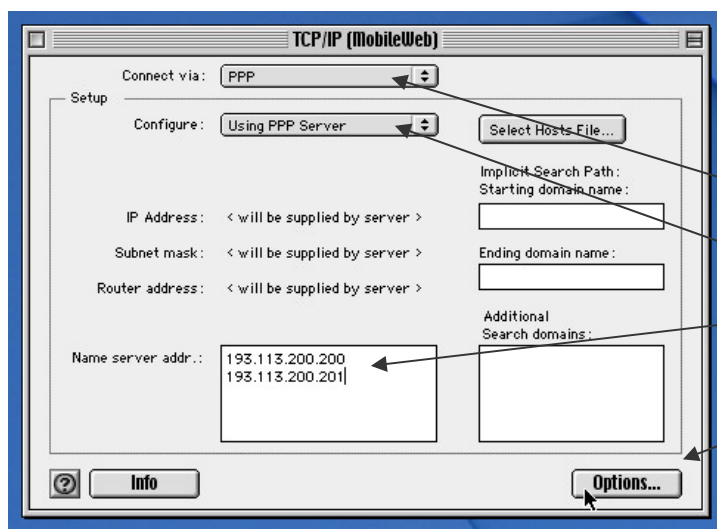 TCP/IP (MobileWeb)
Connect via: PPP
Setup
Configure: Using PPP Server
Select Hosts File...
Implicit Search Path:
Starting domain name:
IP Address: < will be supplied by server >
Subnet mask: < will be supplied by server >
Ending domain name:
Router address: < will be supplied by server >
Additional
Search domains:
Name server addr.: 193.113.200.200
193.113.200.201
? Info
Options...